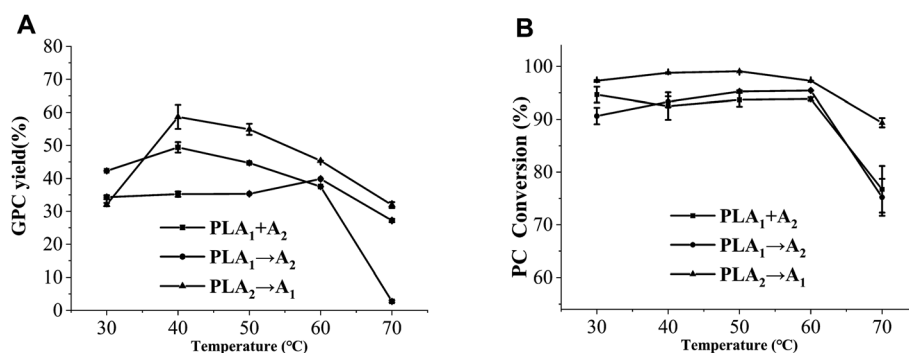 A
GPC yield(%)
80
70
60
50
40
30
20
10
0
PLA₁+A₂
PLA₁→A₂
PLA₂→A₁
30 40 50 60 70
Temperature (℃)
B
PC Conversion (%)
100
90
80
70
60
PLA₁+A₂
PLA₁→A₂
PLA₂→A₁
30 40 50 60 70
Temperature (℃)